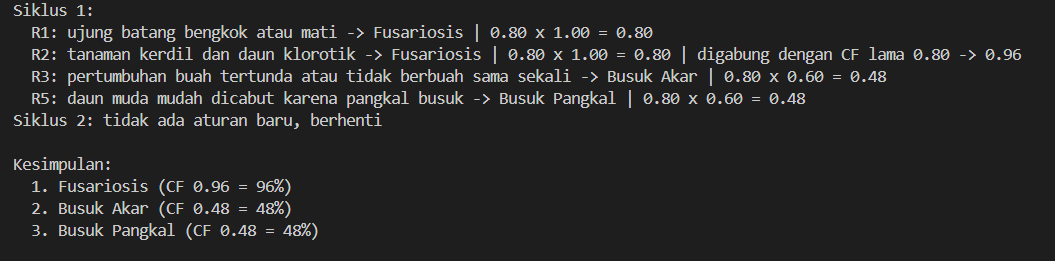 Siklus 1:
R1: ujung batang bengkok atau mati -> Fusariosis | 0.80 x 1.00 = 0.80
R2: tanaman kerdil dan daun klorotik -> Fusariosis | 0.80 x 1.00 = 0.80 | digabung dengan CF lama 0.80 -> 0.96
R3: pertumbuhan buah tertunda atau tidak berbuah sama sekali -> Busuk Akar | 0.80 x 0.60 = 0.48
R5: daun muda mudah dicabut karena pangkal busuk -> Busuk Pangkal | 0.80 x 0.60 = 0.48
Siklus 2: tidak ada aturan baru, berhenti
Kesimpulan:
1. Fusariosis (CF 0.96 = 96%)
2. Busuk Akar (CF 0.48 = 48%)
3. Busuk Pangkal (CF 0.48 = 48%)